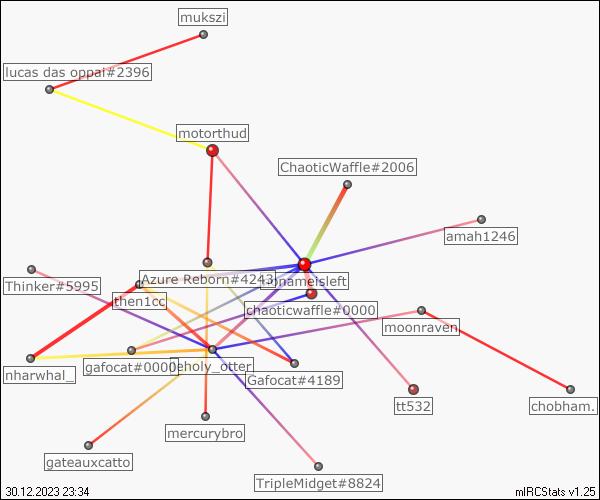 mukszi
lucas das oppai#2396
motorthud
ChaoticWaffle#2006
amah1246
Thinker#5995
Azure Reborn#4243
nonameisleft
then1cc
chaoticwaffle#0000
moonraven
nharwhal_
gafocat#0000
eholy_otter
Gafocat#4189
tt532
chobham.
mercurybro
gateauxcatto
TripleMidget#8824
30.12.2023 23:34
mIRCStats v1.25